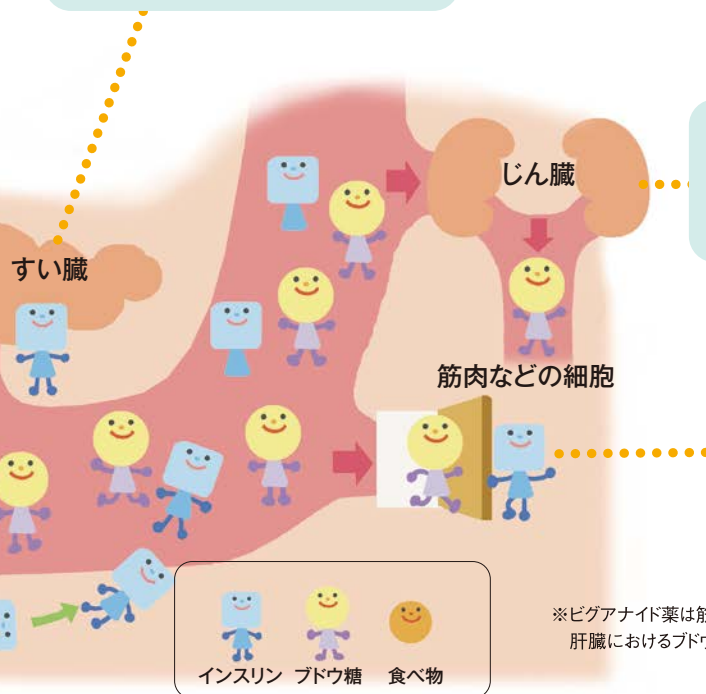 じん臓
すい臓
筋肉などの細胞
インスリン ブドウ糖 食べ物
※ビグアナイド薬は筋
肝臓におけるブドウ